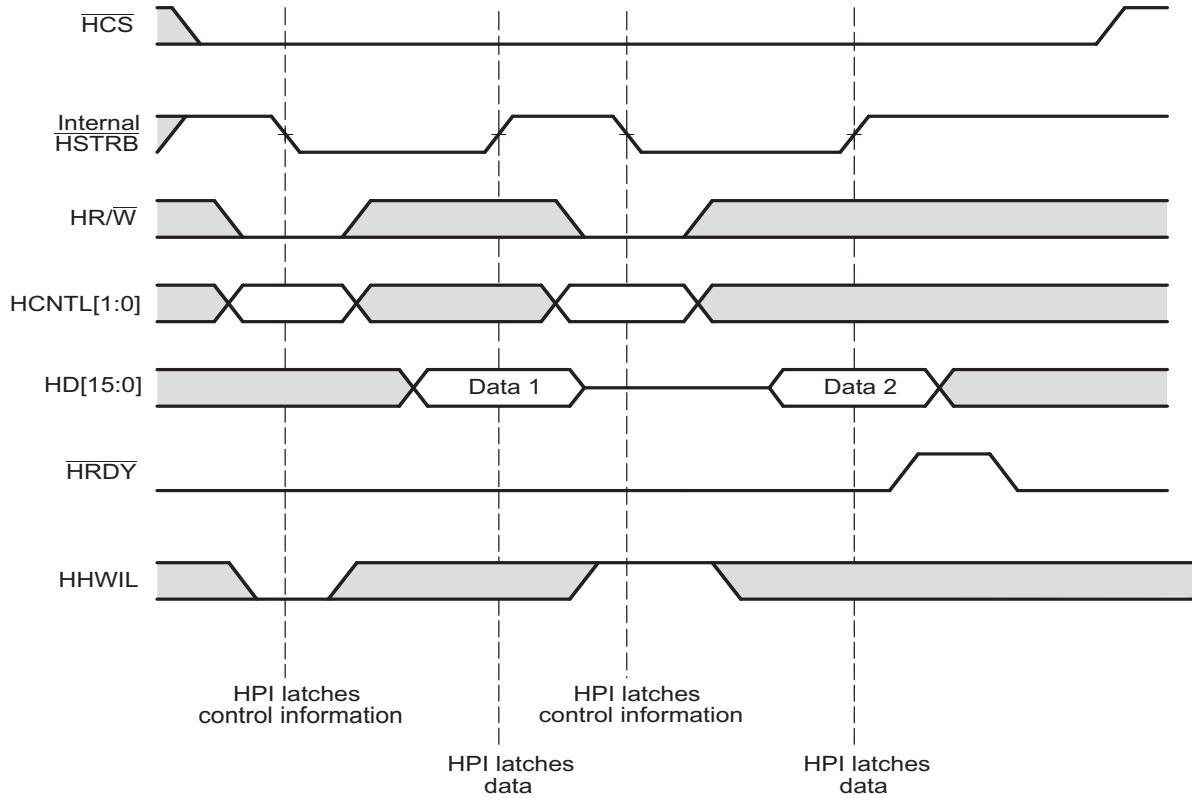 HCS
Internal
HSTRB
HR/W
HCNTL[1:0]
HD[15:0]
Data 1
Data 2
HRDY
HHWIL
HPI latches
control information
HPI latches
control information
HPI latches
data
HPI latches
data